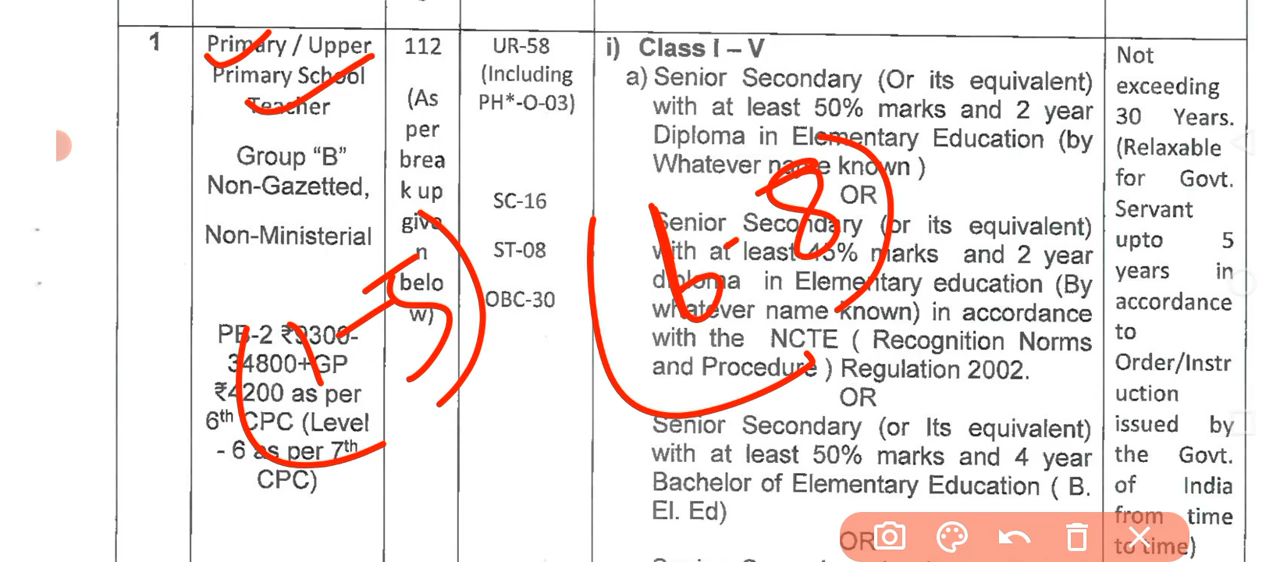 1
Primary / Upper
Primary School
Teacher
Group “B”
Non-Gazetted,
Non-Ministerial
PB-2 ₹9300-
34800+GP
₹4200 as per
6th CPC (Level
- 6 as per 7th
CPC)
112
(As
per
brea
k up
give
n
belo
w)
UR-58
(Including
PH*-O-03)
SC-16
ST-08
OBC-30
i) Class I – V
a) Senior Secondary (Or its equivalent)
with at least 50% marks and 2 year
Diploma in Elementary Education (by
Whatever name known )
OR
Senior Secondary (or its equivalent)
with at least 45% marks and 2 year
diploma in Elementary education (By
whatever name known) in accordance
with the NCTE ( Recognition Norms
and Procedure ) Regulation 2002.
OR
Senior Secondary (or Its equivalent)
with at least 50% marks and 4 year
Bachelor of Elementary Education ( B.
El. Ed)
OR
Not
exceeding
30 Years.
(Relaxable
for Govt.
Servant
upto 5
years in
accordance
to
Order/Instr
uction
issued by
the Govt.
of India
from time
to time)
1-5
6-8